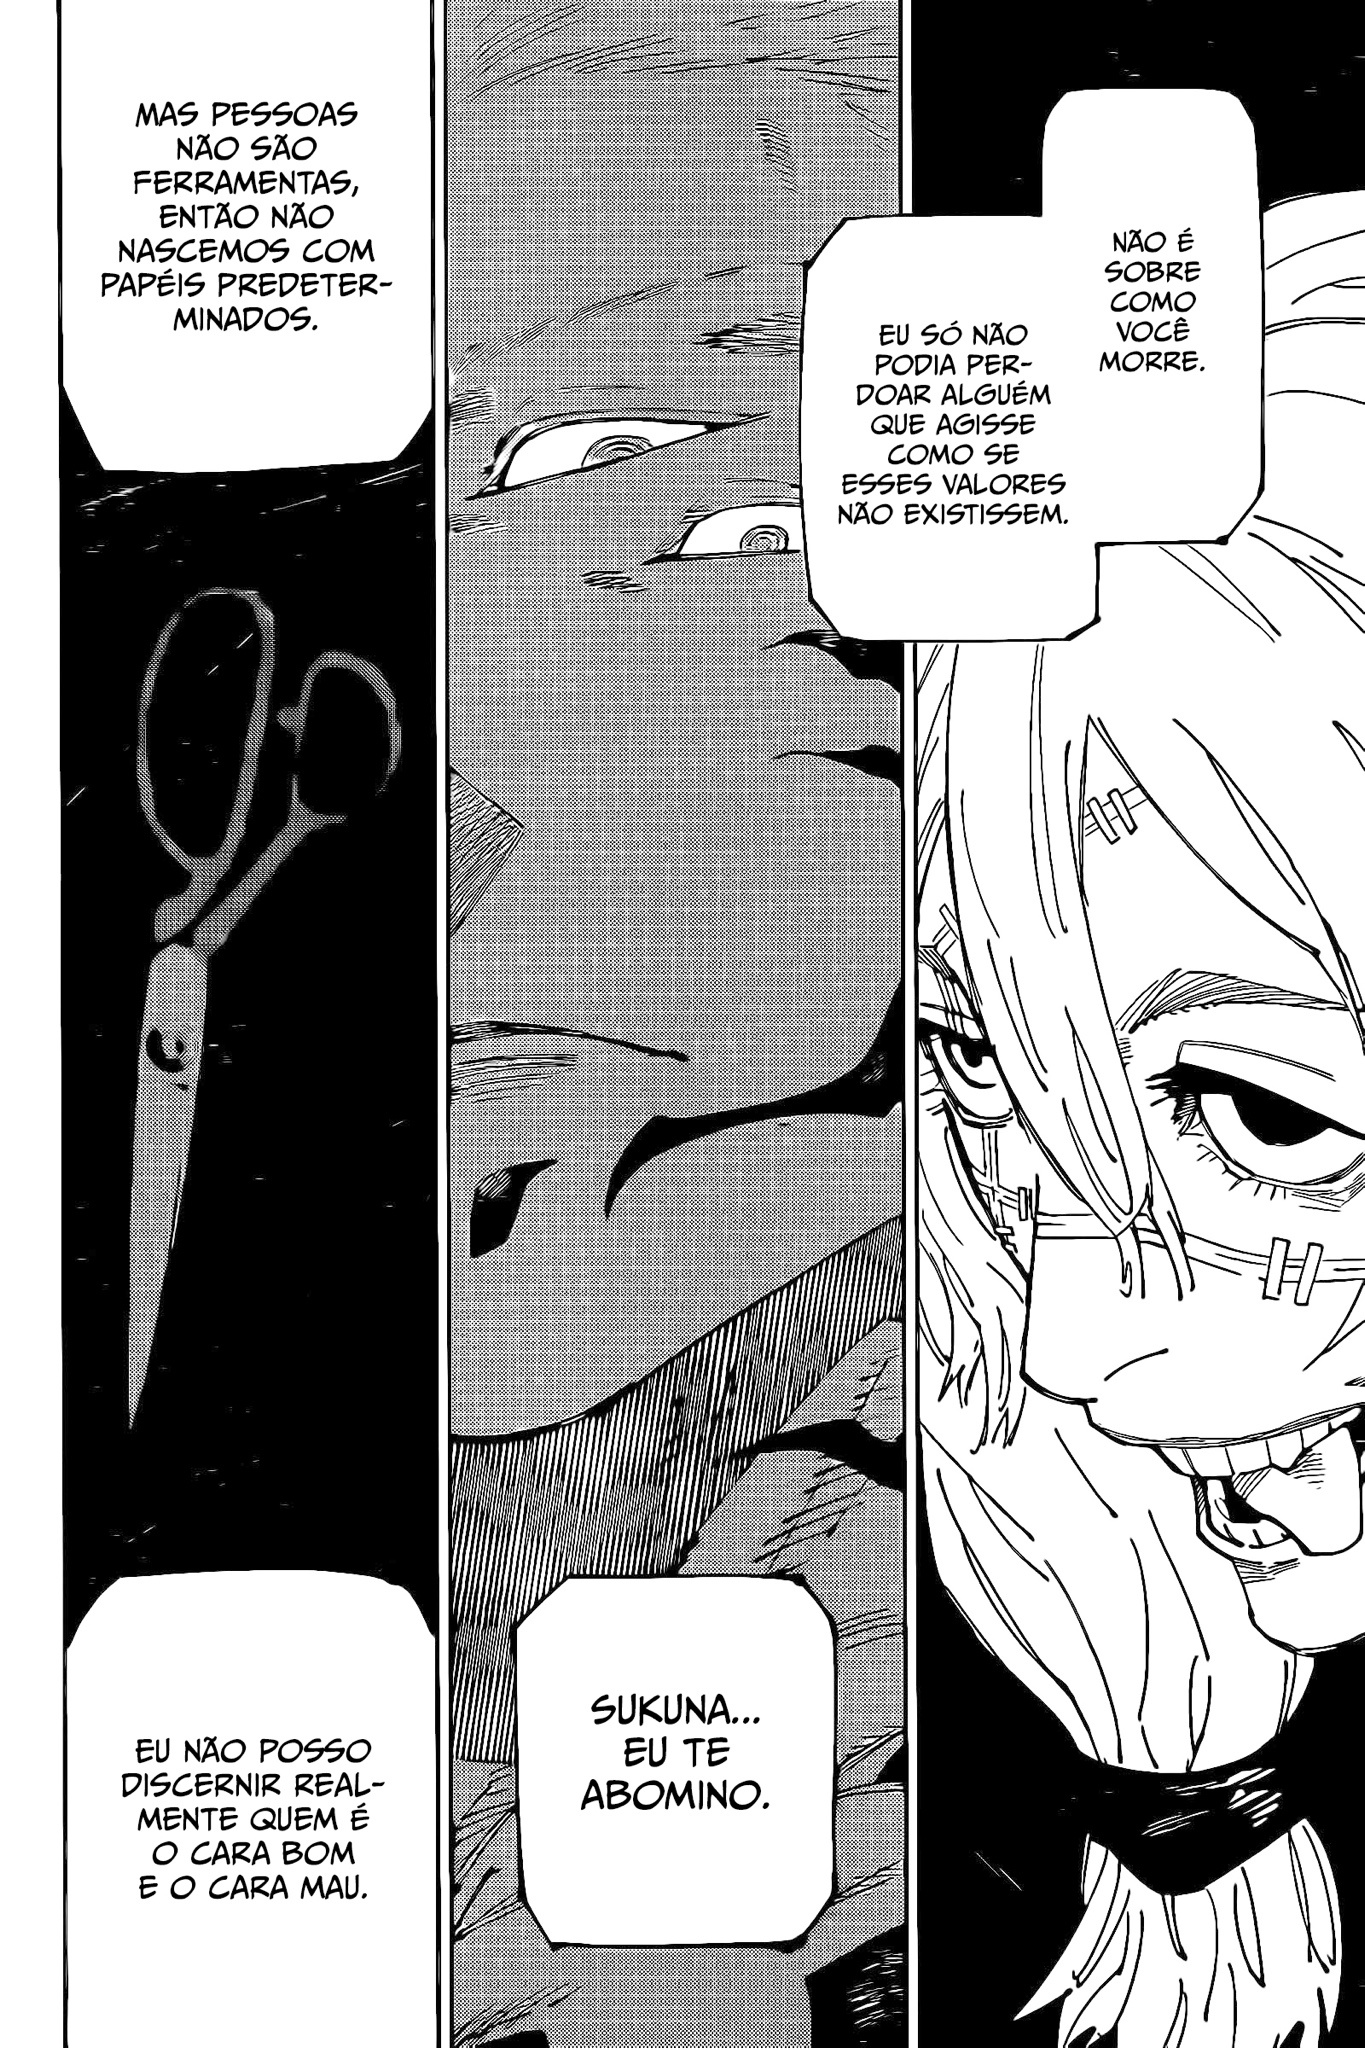 NÃO É
SOBRE
COMO
VOCÊ
MORRE.
EU SÓ NÃO
PODIA PER-
DOAR ALGUÉM
QUE AGISSE
COMO SE
ESSES VALORES
NÃO EXISTISSEM.
SUKUNA...
EU TE
ABOMINO.
MAS PESSOAS
NÃO SÃO
FERRAMENTAS,
ENTÃO NÃO
NASCEMOS COM
PAPÉIS PREDETER-
MINADOS.
EU NÃO POSSO
DISCERNIR REAL-
MENTE QUEM É
O CARA BOM
E O CARA MAU.